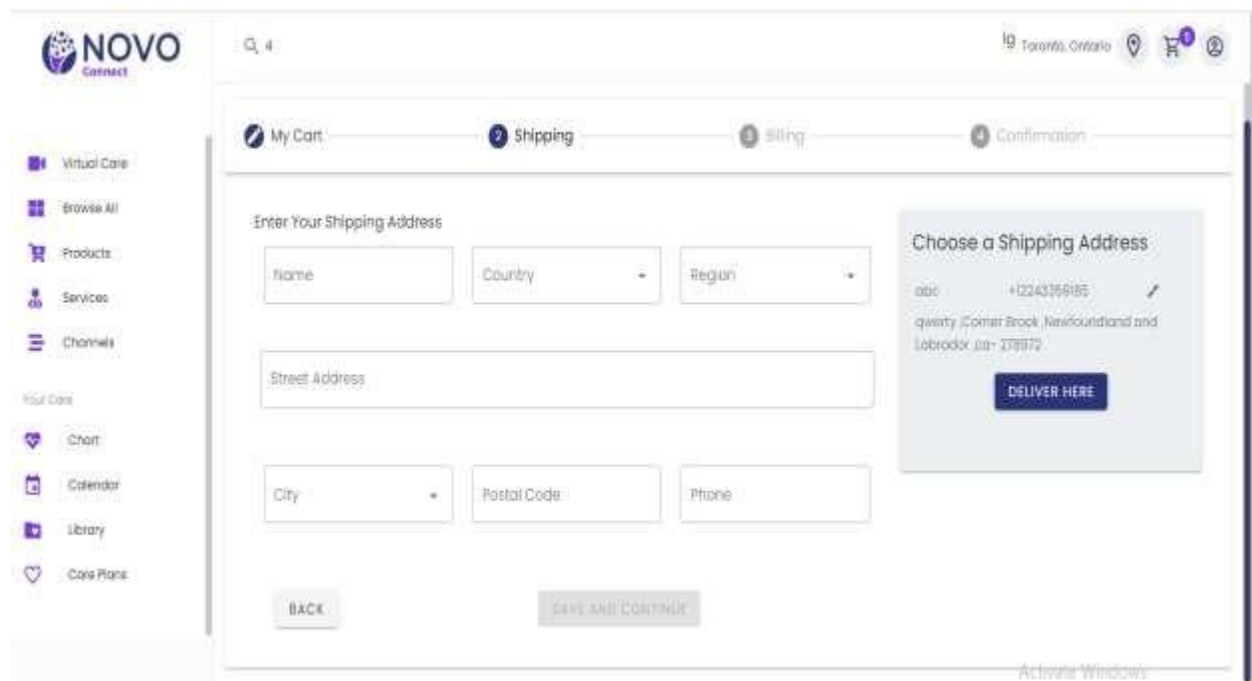 NOVO
Connect
4
Toronto, Ontario
My Cart
2 Shipping
3 Billing
4 Confirmation
Virtual Care
Browse All
Products
Services
Channels
Your Care
Chart
Calendar
Library
Care Plans
Enter Your Shipping Address
Name
Country
Region
Street Address
City
Postal Code
Phone
BACK
SAVE AND CONTINUE
Choose a Shipping Address
abc
qwerty ,Corner Brook ,Newfoundland and
Labrador ,ca-
DELIVER HERE
Activate Windows